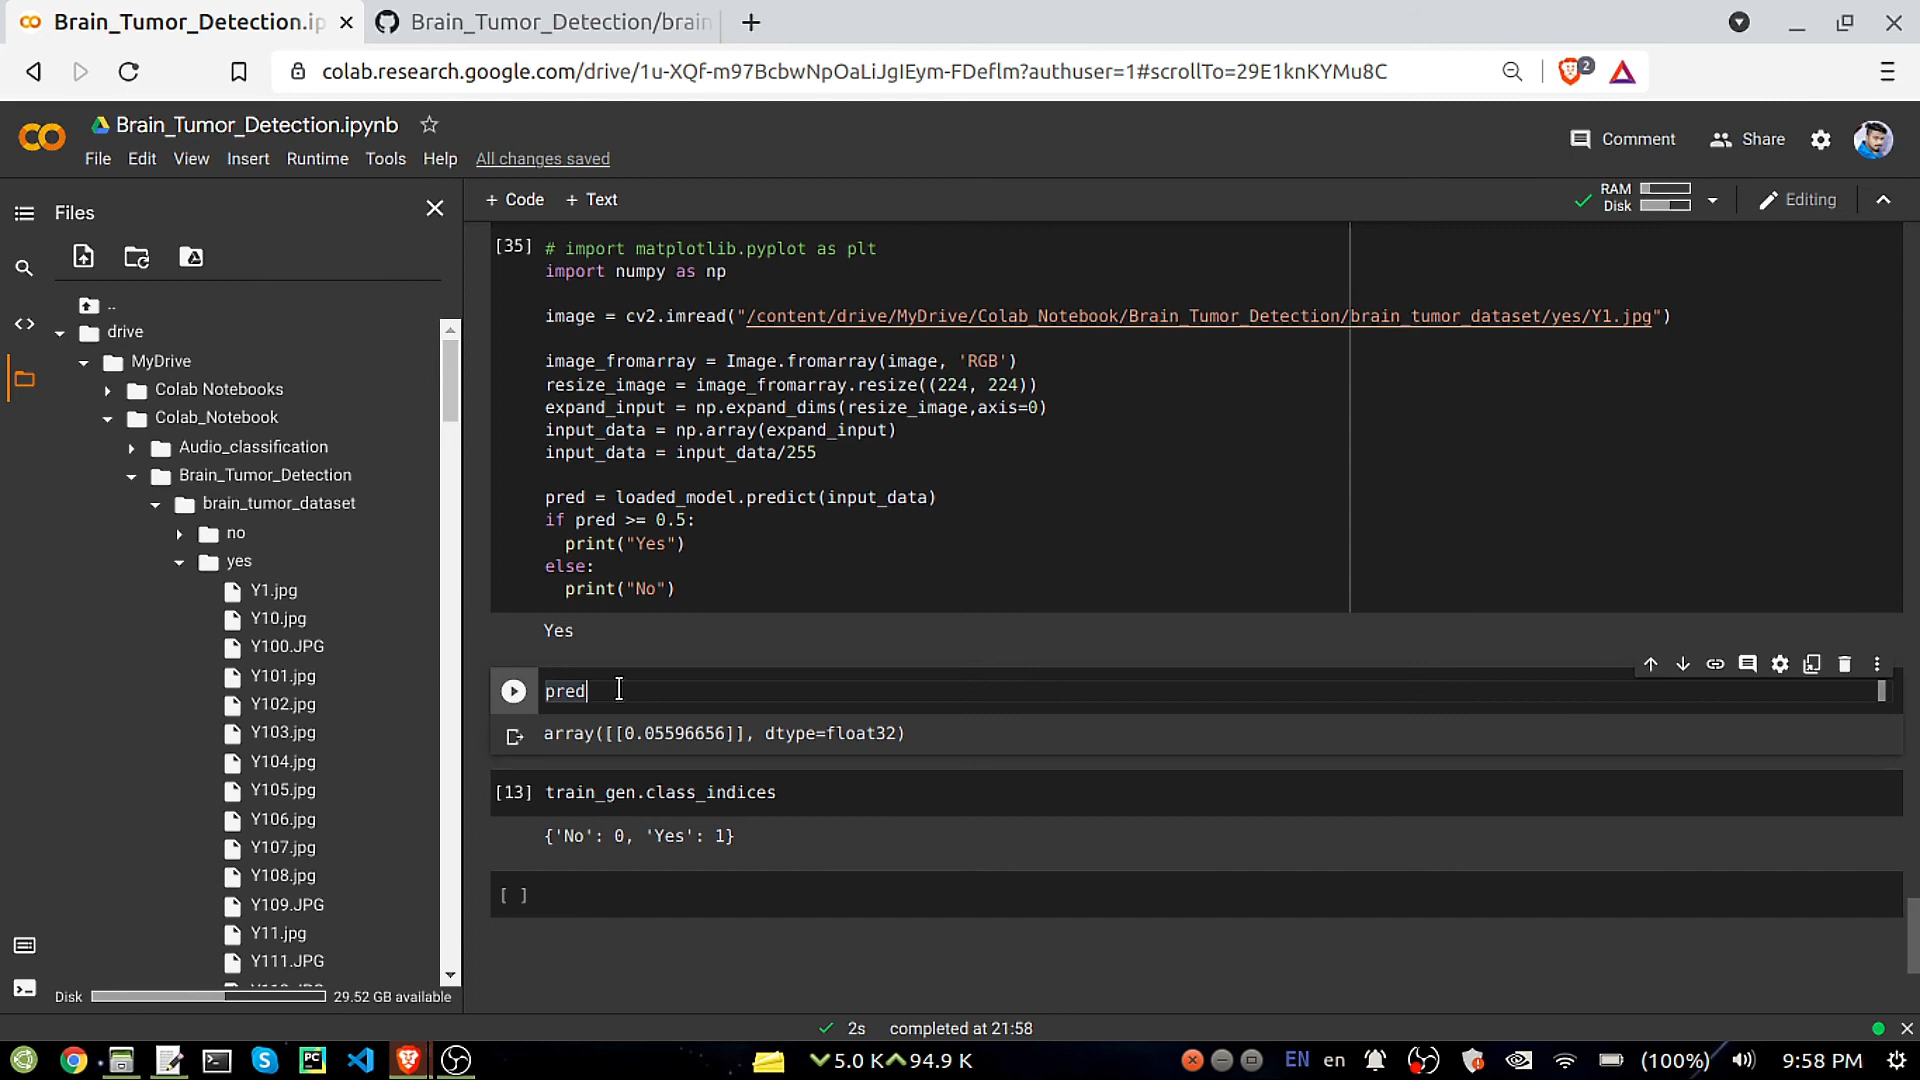 Brain_Tumor_Detection.ip
Brain_Tumor_Detection/brain
colab.research.google.com/drive/1u-XQf-m97BcbwNpOaLiJgIEym-FDeflm?authuser=1#scrollTo=29E1knKYMu8C
2
Brain_Tumor_Detection.ipynb
Comment
Share
File Edit View Insert Runtime Tools Help All changes saved
Files
+ Code + Text
RAM
Disk
Editing
..
drive
MyDrive
Colab Notebooks
Colab_Notebook
Audio_classification
Brain_Tumor_Detection
brain_tumor_dataset
no
yes
Y1.jpg
Y10.jpg
Y100.JPG
Y101.jpg
Y102.jpg
Y103.jpg
Y104.jpg
Y105.jpg
Y106.jpg
Y107.jpg
Y108.jpg
Y109.JPG
Y11.jpg
Y111.JPG
Disk 29.52 GB available
[35] # import matplotlib.pyplot as plt
import numpy as np
image = cv2.imread("/content/drive/MyDrive/Colab_Notebook/Brain_Tumor_Detection/brain_tumor_dataset/yes/Y1.jpg")
image_fromarray = Image.fromarray(image, 'RGB')
resize_image = image_fromarray.resize((224, 224))
expand_input = np.expand_dims(resize_image,axis=0)
input_data = np.array(expand_input)
input_data = input_data/255
pred = loaded_model.predict(input_data)
if pred >= 0.5:
print("Yes")
else:
print("No")
Yes
pred
array([[0.05596656]], dtype=float32)
[13] train_gen.class_indices
{'No': 0, 'Yes': 1}
[ ]
2s completed at 21:58
5.0 K 94.9 K
EN en (100%) 9:58 PM